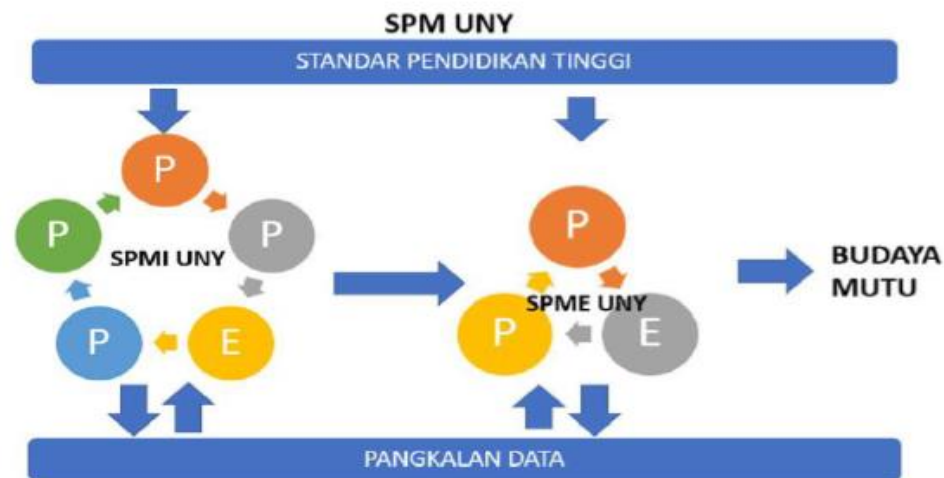 SPM UNY
STANDAR PENDIDIKAN TINGGI
P
P
P
SPMI UNY
P
E
P
SPME UNY
P
E
BUDAYA
MUTU
PANGKALAN DATA